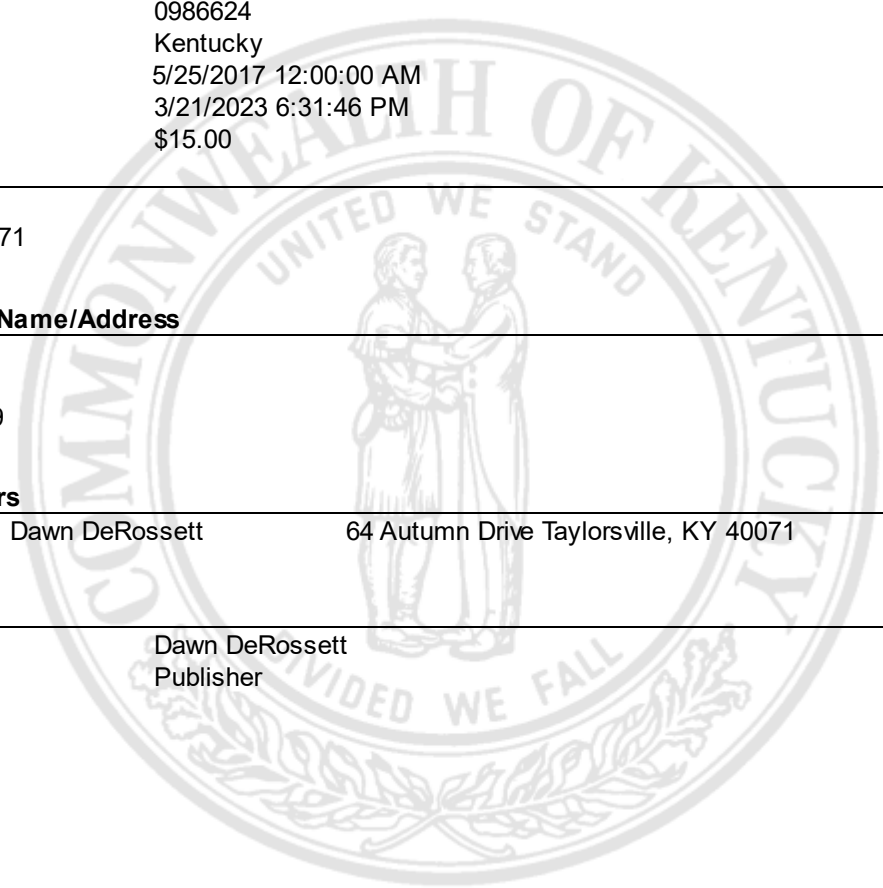 0986624
Kentucky
5/25/2017 12:00:00 AM
3/21/2023 6:31:46 PM
$15.00
71
Name/Address
9
rs
Dawn DeRossett 64 Autumn Drive Taylorsville, KY 40071
Dawn DeRossett
Publisher
COMMONWEALTH OF KENTUCKY
UNITED WE STAND
DIVIDED WE FALL